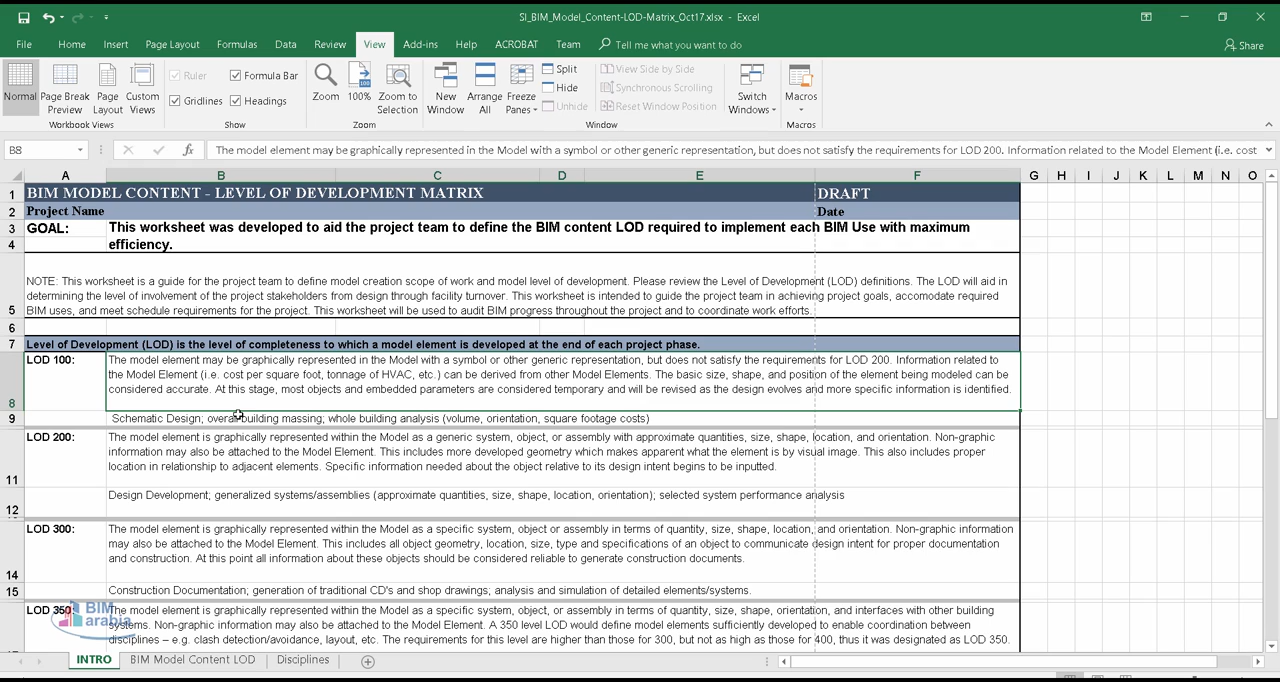 SI_BIM_Model_Content-LOD-Matrix_Oct17.xlsx - Excel
File Home Insert Page Layout Formulas Data Review View Add-ins Help ACROBAT Team Tell me what you want to do Share
Normal Page Break Preview Page Layout Custom Views
Workbook Views
Ruler Formula Bar
Gridlines Headings
Show
Zoom 100% Zoom to Selection
Zoom
New Window Arrange All Freeze Panes
Split View Side by Side
Hide Synchronous Scrolling
Unhide Reset Window Position
Switch Windows
Window
Macros
Macros
B8 fx The model element may be graphically represented in the Model with a symbol or other generic representation, but does not satisfy the requirements for LOD 200. Information related to the Model Element (i.e. cost
A B C D E F G H I J K L M N O
1 BIM MODEL CONTENT - LEVEL OF DEVELOPMENT MATRIX DRAFT
2 Project Name Date
3 GOAL: This worksheet was developed to aid the project team to define the BIM content LOD required to implement each BIM Use with maximum
4 efficiency.
NOTE: This worksheet is a guide for the project team to define model creation scope of work and model level of development. Please review the Level of Development (LOD) definitions. The LOD will aid in
determining the level of involvement of the project stakeholders from design through facility turnover. This worksheet is intended to guide the project team in achieving project goals, accomodate required
5 BIM uses, and meet schedule requirements for the project. This worksheet will be used to audit BIM progress throughout the project and to coordinate work efforts.
6
7 Level of Development (LOD) is the level of completeness to which a model element is developed at the end of each project phase.
LOD 100: The model element may be graphically represented in the Model with a symbol or other generic representation, but does not satisfy the requirements for LOD 200. Information related to
the Model Element (i.e. cost per square foot, tonnage of HVAC, etc.) can be derived from other Model Elements. The basic size, shape, and position of the element being modeled can be
considered accurate. At this stage, most objects and embedded parameters are considered temporary and will be revised as the design evolves and more specific information is identified.
8
9 Schematic Design; overall building massing; whole building analysis (volume, orientation, square footage costs)
LOD 200: The model element is graphically represented within the Model as a generic system, object, or assembly with approximate quantities, size, shape, location, and orientation. Non-graphic
information may also be attached to the Model Element. This includes more developed geometry which makes apparent what the element is by visual image. This also includes proper
location in relationship to adjacent elements. Specific information needed about the object relative to its design intent begins to be inputted.
11
Design Development; generalized systems/assemblies (approximate quantities, size, shape, location, orientation); selected system performance analysis
12
LOD 300: The model element is graphically represented within the Model as a specific system, object or assembly in terms of quantity, size, shape, location, and orientation. Non-graphic information
may also be attached to the Model Element. This includes all object geometry, location, size, type and specifications of an object to communicate design intent for proper documentation
and construction. At this point all information about these objects should be considered reliable to generate construction documents.
14
15 Construction Documentation; generation of traditional CD's and shop drawings; analysis and simulation of detailed elements/systems.
LOD 350: The model element is graphically represented within the Model as a specific system, object, or assembly in terms of quantity, size, shape, orientation, and interfaces with other building
systems. Non-graphic information may also be attached to the Model Element. A 350 level LOD would define model elements sufficiently developed to enable coordination between
disciplines – e.g. clash detection/avoidance, layout, etc. The requirements for this level are higher than those for 300, but not as high as those for 400, thus it was designated as LOD 350.
BIM
arabia
INTRO BIM Model Content LOD Disciplines